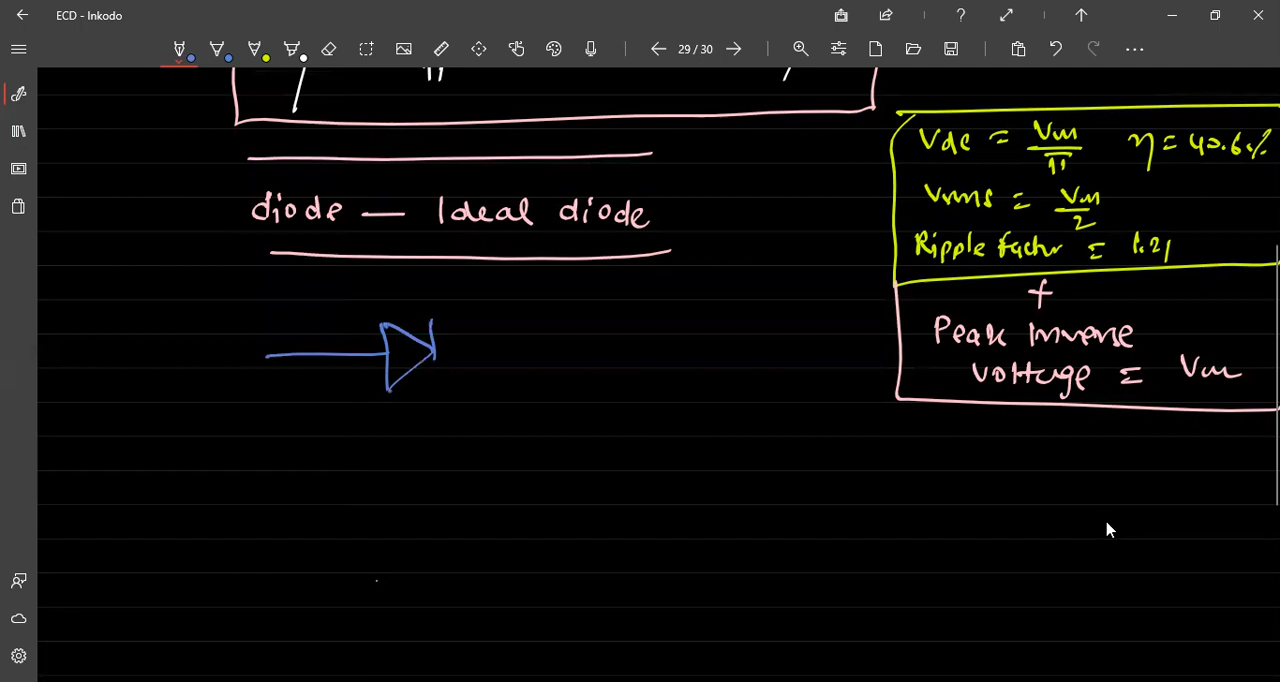 ECD - Inkodo
29 / 30
Vdc = Vm/π η = 40.6%
Vrms = Vm/2
Ripple factor = 1.21
diode — Ideal diode
+
Peak Inverse
voltage = Vm